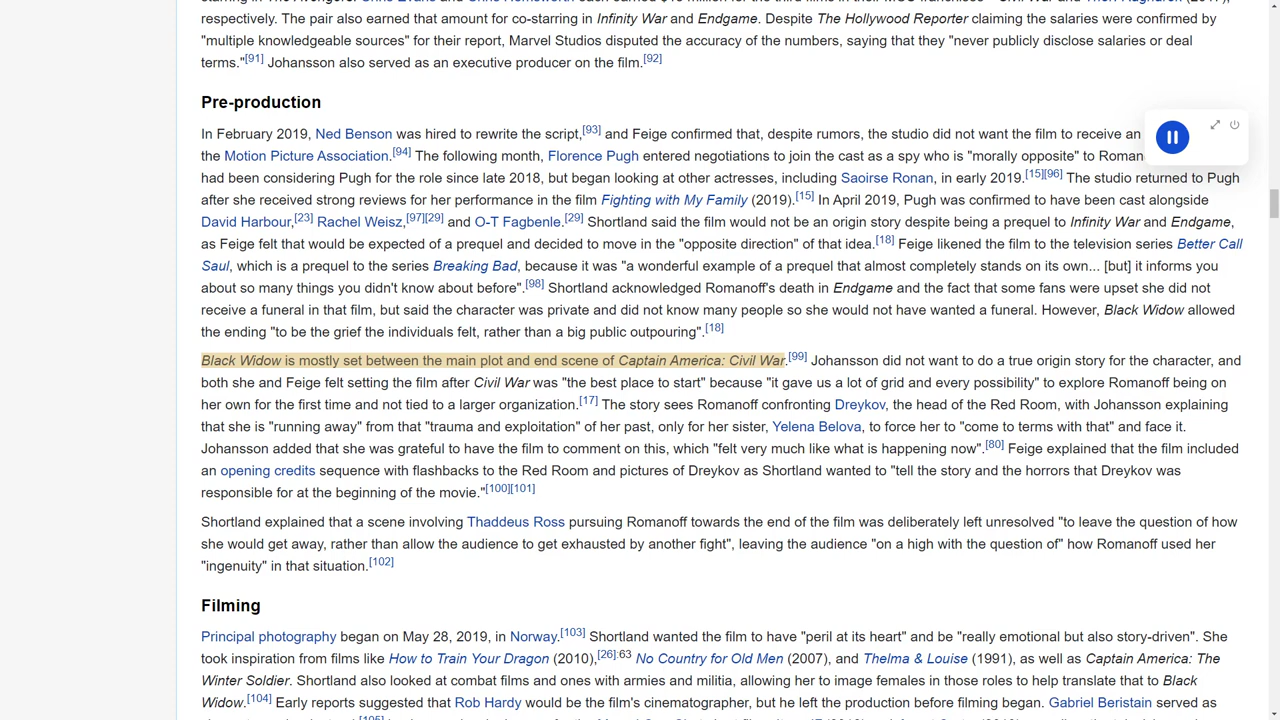 respectively. The pair also earned that amount for co-starring in Infinity War and Endgame. Despite The Hollywood Reporter claiming the salaries were confirmed by
"multiple knowledgeable sources" for their report, Marvel Studios disputed the accuracy of the numbers, saying that they "never publicly disclose salaries or deal
terms."[91] Johansson also served as an executive producer on the film.[92]
Pre-production
In February 2019, Ned Benson was hired to rewrite the script,[93] and Feige confirmed that, despite rumors, the studio did not want the film to receive an
the Motion Picture Association.[94] The following month, Florence Pugh entered negotiations to join the cast as a spy who is "morally opposite" to
had been considering Pugh for the role since late 2018, but began looking at other actresses, including Saoirse Ronan, in early 2019.[15][96] The studio returned to Pugh
after she received strong reviews for her performance in the film Fighting with My Family (2019).[15] In April 2019, Pugh was confirmed to have been cast alongside
David Harbour,[23] Rachel Weisz,[97][29] and O-T Fagbenle.[29] Shortland said the film would not be an origin story despite being a prequel to Infinity War and Endgame,
as Feige felt that would be expected of a prequel and decided to move in the "opposite direction" of that idea.[18] Feige likened the film to the television series Better Call
Saul, which is a prequel to the series Breaking Bad, because it was "a wonderful example of a prequel that almost completely stands on its own... [but] it informs you
about so many things you didn't know about before".[98] Shortland acknowledged Romanoff's death in Endgame and the fact that some fans were upset she did not
receive a funeral in that film, but said the character was private and did not know many people so she would not have wanted a funeral. However, Black Widow allowed
the ending "to be the grief the individuals felt, rather than a big public outpouring".[18]
Black Widow is mostly set between the main plot and end scene of Captain America: Civil War.[99] Johansson did not want to do a true origin story for the character, and
both she and Feige felt setting the film after Civil War was "the best place to start" because "it gave us a lot of grid and every possibility" to explore Romanoff being on
her own for the first time and not tied to a larger organization.[17] The story sees Romanoff confronting Dreykov, the head of the Red Room, with Johansson explaining
that she is "running away" from that "trauma and exploitation" of her past, only for her sister, Yelena Belova, to force her to "come to terms with that" and face it.
Johansson added that she was grateful to have the film to comment on this, which "felt very much like what is happening now".[80] Feige explained that the film included
an opening credits sequence with flashbacks to the Red Room and pictures of Dreykov as Shortland wanted to "tell the story and the horrors that Dreykov was
responsible for at the beginning of the movie."[100][101]
Shortland explained that a scene involving Thaddeus Ross pursuing Romanoff towards the end of the film was deliberately left unresolved "to leave the question of how
she would get away, rather than allow the audience to get exhausted by another fight", leaving the audience "on a high with the question of" how Romanoff used her
"ingenuity" in that situation.[102]
Filming
Principal photography began on May 28, 2019, in Norway.[103] Shortland wanted the film to have "peril at its heart" and be "really emotional but also story-driven". She
took inspiration from films like How to Train Your Dragon (2010),[26]:63 No Country for Old Men (2007), and Thelma & Louise (1991), as well as Captain America: The
Winter Soldier. Shortland also looked at combat films and ones with armies and militia, allowing her to image females in those roles to help translate that to Black
Widow.[104] Early reports suggested that Rob Hardy would be the film's cinematographer, but he left the production before filming began. Gabriel Beristain served as